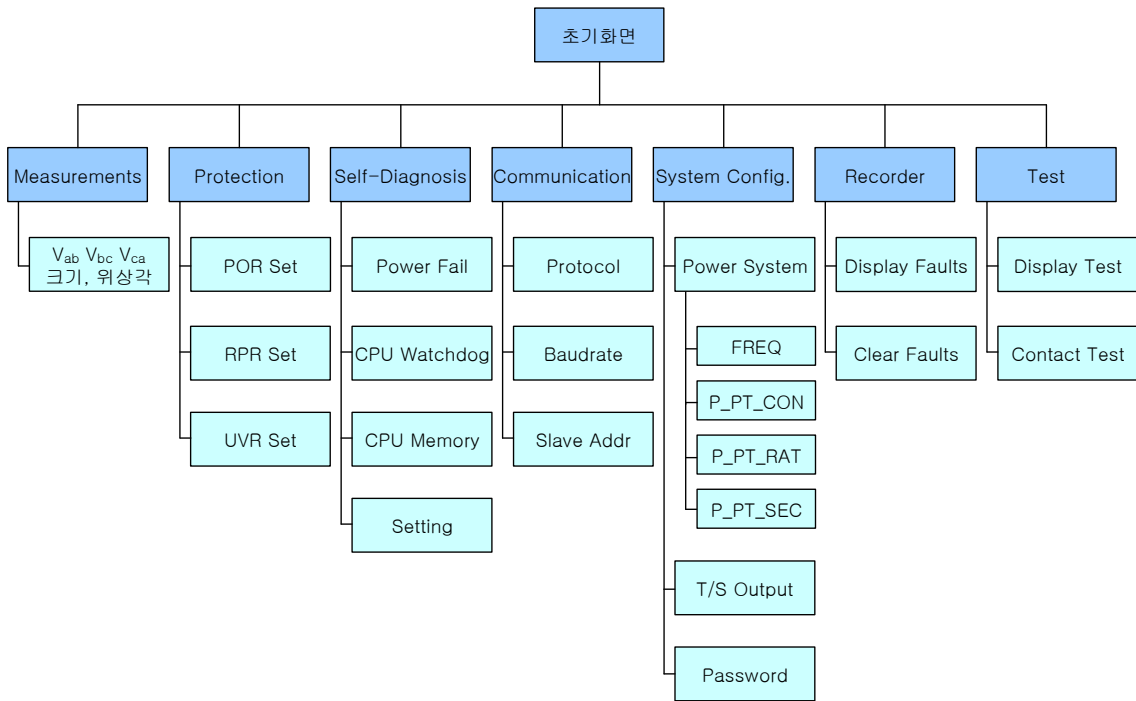 초기화면
Measurements
Protection
Self-Diagnosis
Communication
System Config.
Recorder
Test
Vab Vbc Vca
크기, 위상각
POR Set
RPR Set
UVR Set
Power Fail
CPU Watchdog
CPU Memory
Setting
Protocol
Baudrate
Slave Addr
Power System
FREQ
P_PT_CON
P_PT_RAT
P_PT_SEC
T/S Output
Password
Display Faults
Clear Faults
Display Test
Contact Test